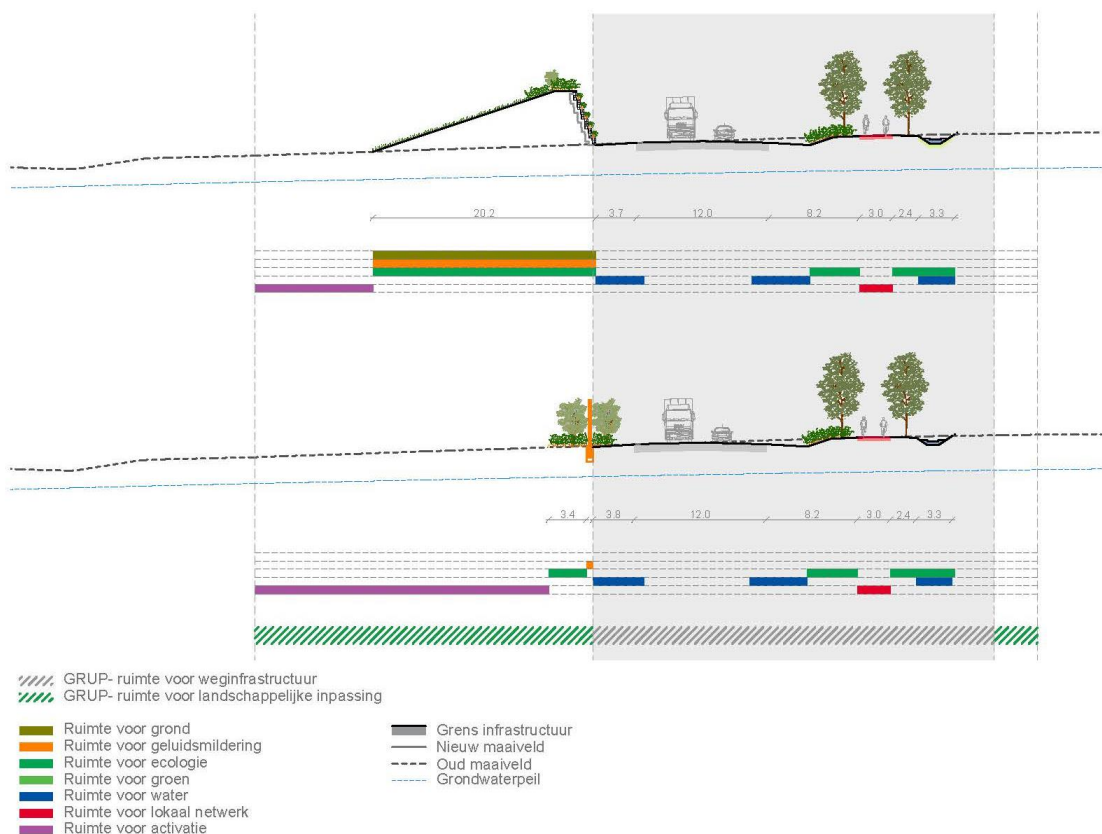 20.2 3.7 12.0 8.2 3.0 2.4 3.3
3.4 3.8 12.0 8.2 3.0 2.4 3.3
GRUP- ruimte voor weginfrastructuur
GRUP- ruimte voor landschappelijke inpassing
Ruimte voor grond
Ruimte voor geluidsmildering
Ruimte voor ecologie
Ruimte voor groen
Ruimte voor water
Ruimte voor lokaal netwerk
Ruimte voor activatie
Grens infrastructuur
Nieuw maaiveld
Oud maaiveld
Grondwaterpeil